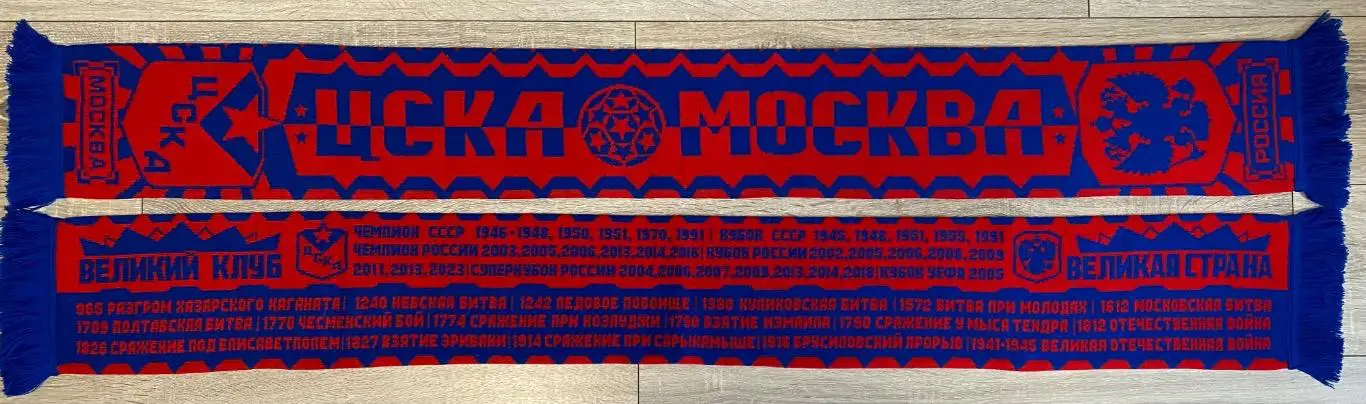 МОСКВА
ЦСКА
ЦСКА МОСКВА
РОССИЯ
ВЕЛИКИЙ КЛУБ
ЦСКА
ЧЕМПИОН СССР 1946-1948, 1950, 1951, 1970, 1991 | КУБОК СССР 1945, 1948, 1951, 1955, 1991
ЧЕМПИОН РОССИИ 2003,2005,2006,2013,2014,2016|КУБОК РОССИИ 2002,2005,2006,2008,2009
2011,2013,2023|СУПЕРКУБОК РОССИИ 2004,2006,2007,2009,2013,2014,2018|КУБОК УЕФА 2005
ВЕЛИКАЯ СТРАНА
965 РАЗГРОМ ХАЗАРСКОГО КАГАНАТА| 1240 НЕВСКАЯ БИТВА | 1242 ЛЕДОВОЕ ПОБОИЩЕ | 1380 КУЛИКОВСКАЯ БИТВА | 1572 БИТВА ПРИ МОЛОДЯХ | 1612 МОСКОВСКАЯ БИТВА
1709 ПОЛТАВСКАЯ БИТВА |1770 ЧЕСМЕНСКИЙ БОЙ | 1774 СРАЖЕНИЕ ПРИ КОЗЛУДЖИ |1790 ВЗЯТИЕ ИЗМАИЛА | 1790 СРАЖЕНИЕ У МЫСА ТЕНДРА |1812 ОТЕЧЕСТВЕННАЯ ВОЙНА
1826 СРАЖЕНИЕ ПОД ЕЛИСАВЕТПОЛЕМ|1827 ВЗЯТИЕ ЭРИВАНИ |1914 СРАЖЕНИЕ ПРИ САРЫКАМЫШЕ |1916 БРУСИЛОВСКИЙ ПРОРЫВ |1941-1945 ВЕЛИКАЯ ОТЕЧЕСТВЕННАЯ ВОЙНА